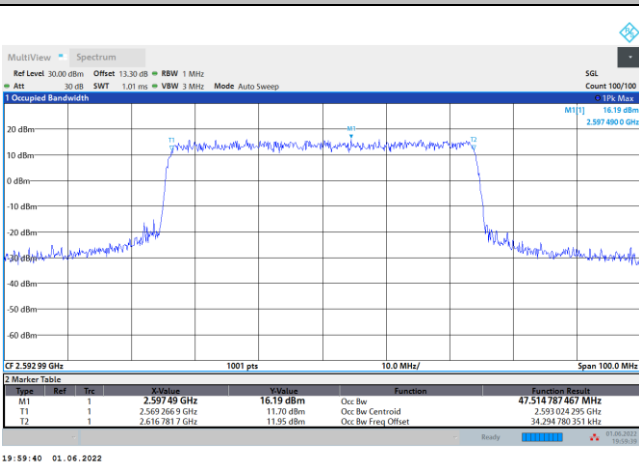 MultiView Spectrum
Ref Level 30.00 dBm Offset 13.30 dB RBW 1 MHz SGL
Att 30 dB SWT 1.01 ms VBW 3 MHz Mode Auto Sweep Count 100/100
1 Occupied Bandwidth 1Pk Max
M1[1] 16.19 dBm
2.597 490 0 GHz
20 dBm
T1 M1 T2
10 dBm
0 dBm
-10 dBm
-20 dBm
-30 dBm
-40 dBm
-50 dBm
-60 dBm
CF 2.592 99 GHz 1001 pts 10.0 MHz/ Span 100.0 MHz
2 Marker Table
Type Ref Trc X-Value Y-Value Function Function Result
M1 1 2.597 49 GHz 16.19 dBm Occ Bw 47.514 787 467 MHz
T1 1 2.569 266 9 GHz 11.70 dBm Occ Bw Centroid 2.593 024 295 GHz
T2 1 2.616 781 7 GHz 11.95 dBm Occ Bw Freq Offset 34.294 780 351 kHz
Ready 01.06.2022
19:59:39
19:59:40 01.06.2022